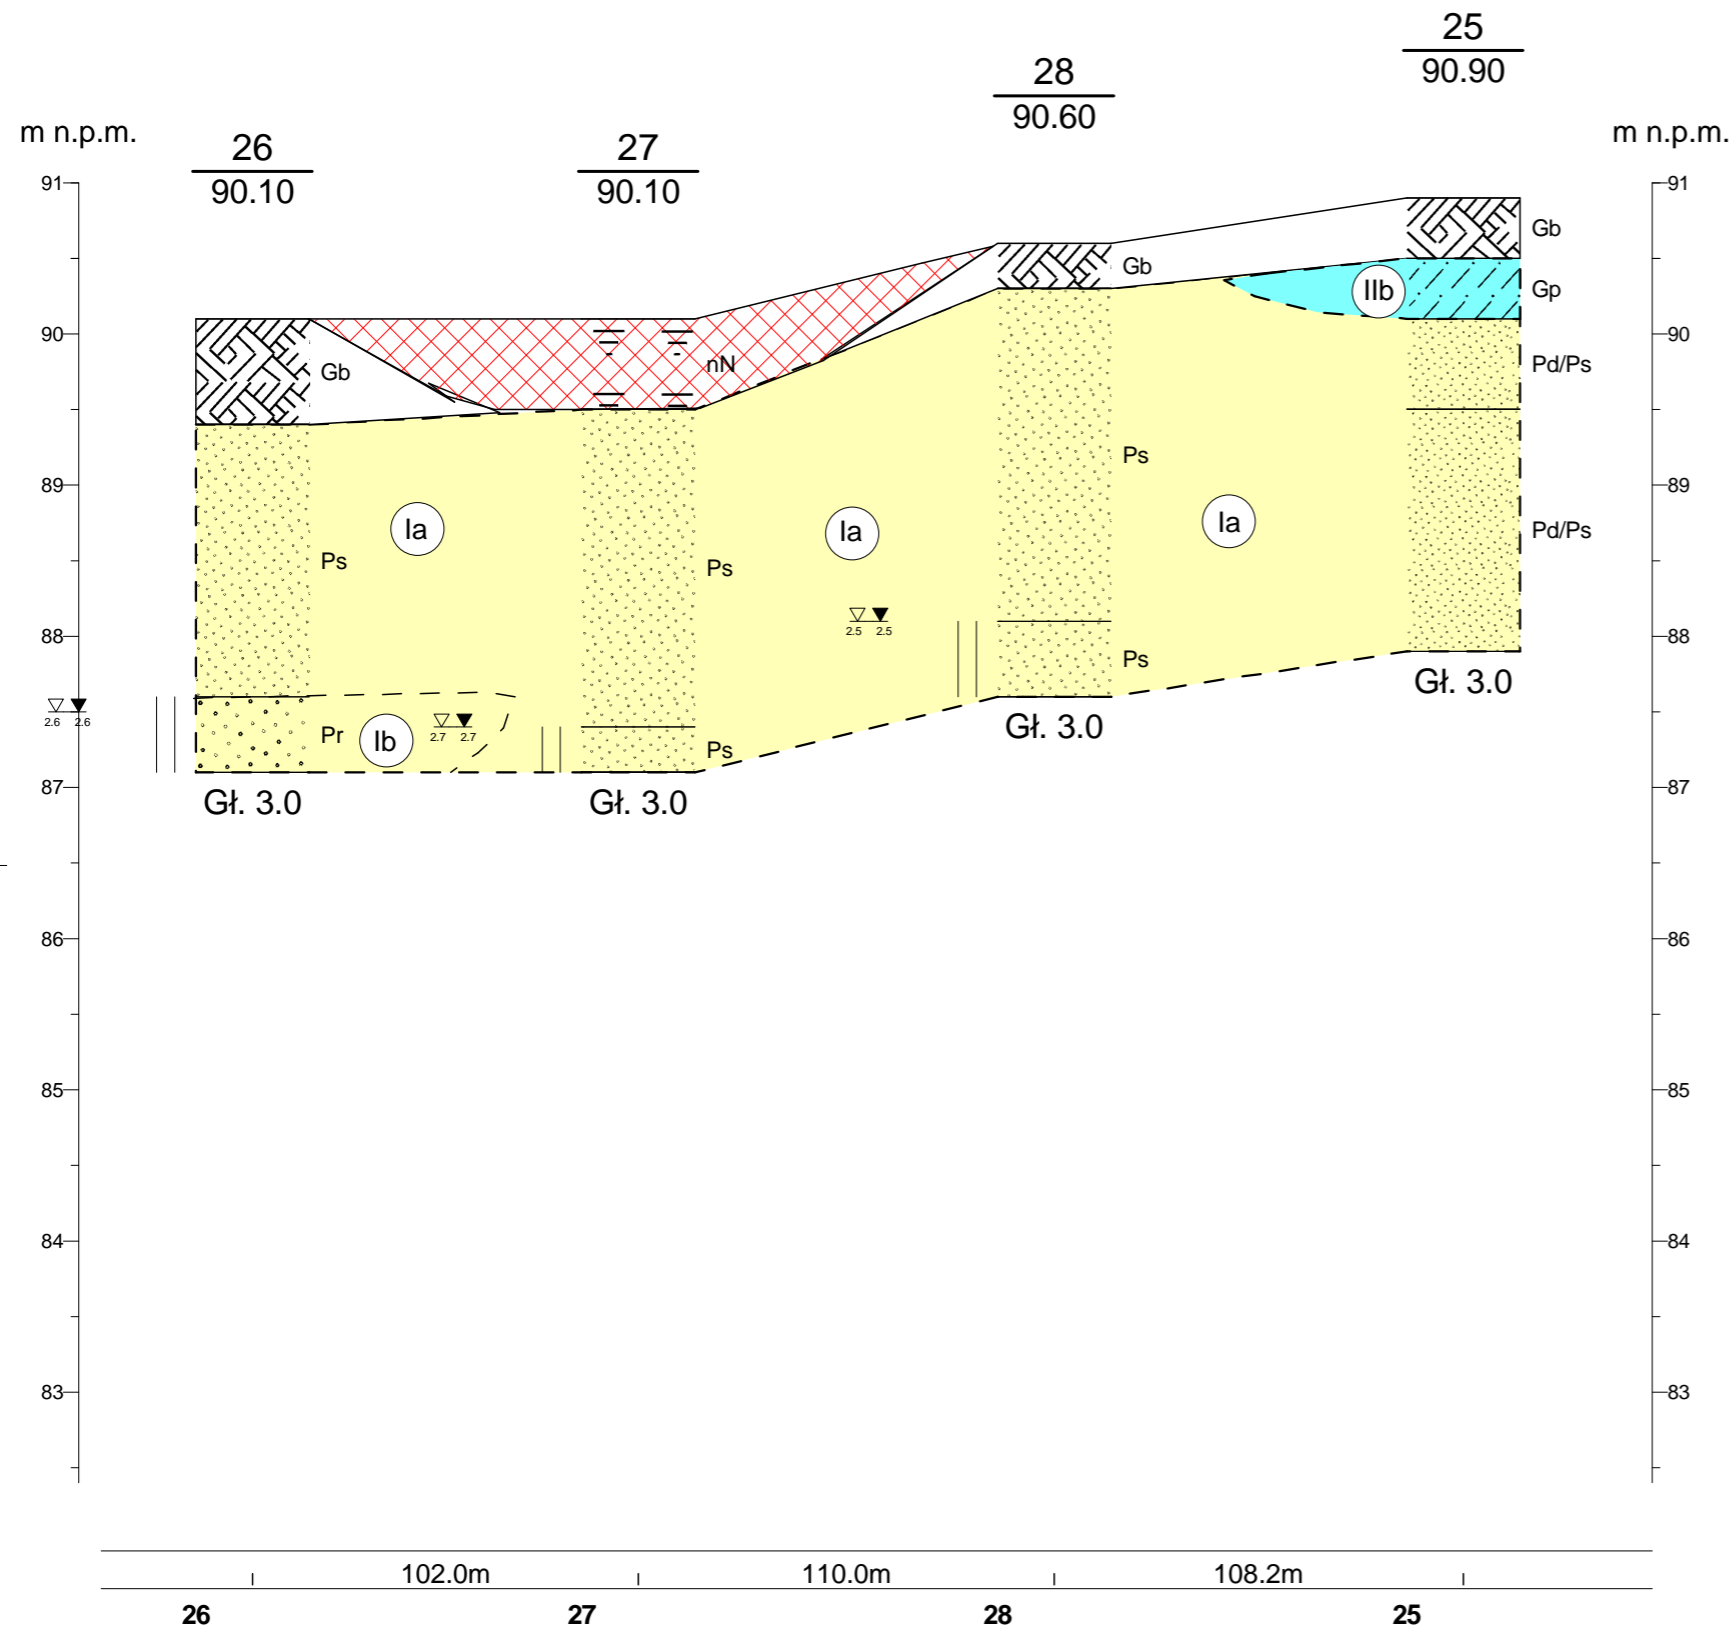 25
90.90
28
90.60
m n.p.m.
m n.p.m.
26
90.10
27
90.10
91
91
Gb
Gb
Gp
IIb
90
90
nN
Gb
Pd/Ps
Ps
89
89
Ia
Ia
Ia
Pd/Ps
Ps
Ps
2.5 2.5
88
88
Ps
Gł. 3.0
2.6 2.6
Pr
Ib
2.7 2.7
Ps
Gł. 3.0
87
87
Gł. 3.0
Gł. 3.0
86
86
85
85
84
84
83
83
102.0m
110.0m
108.2m
26
27
28
25